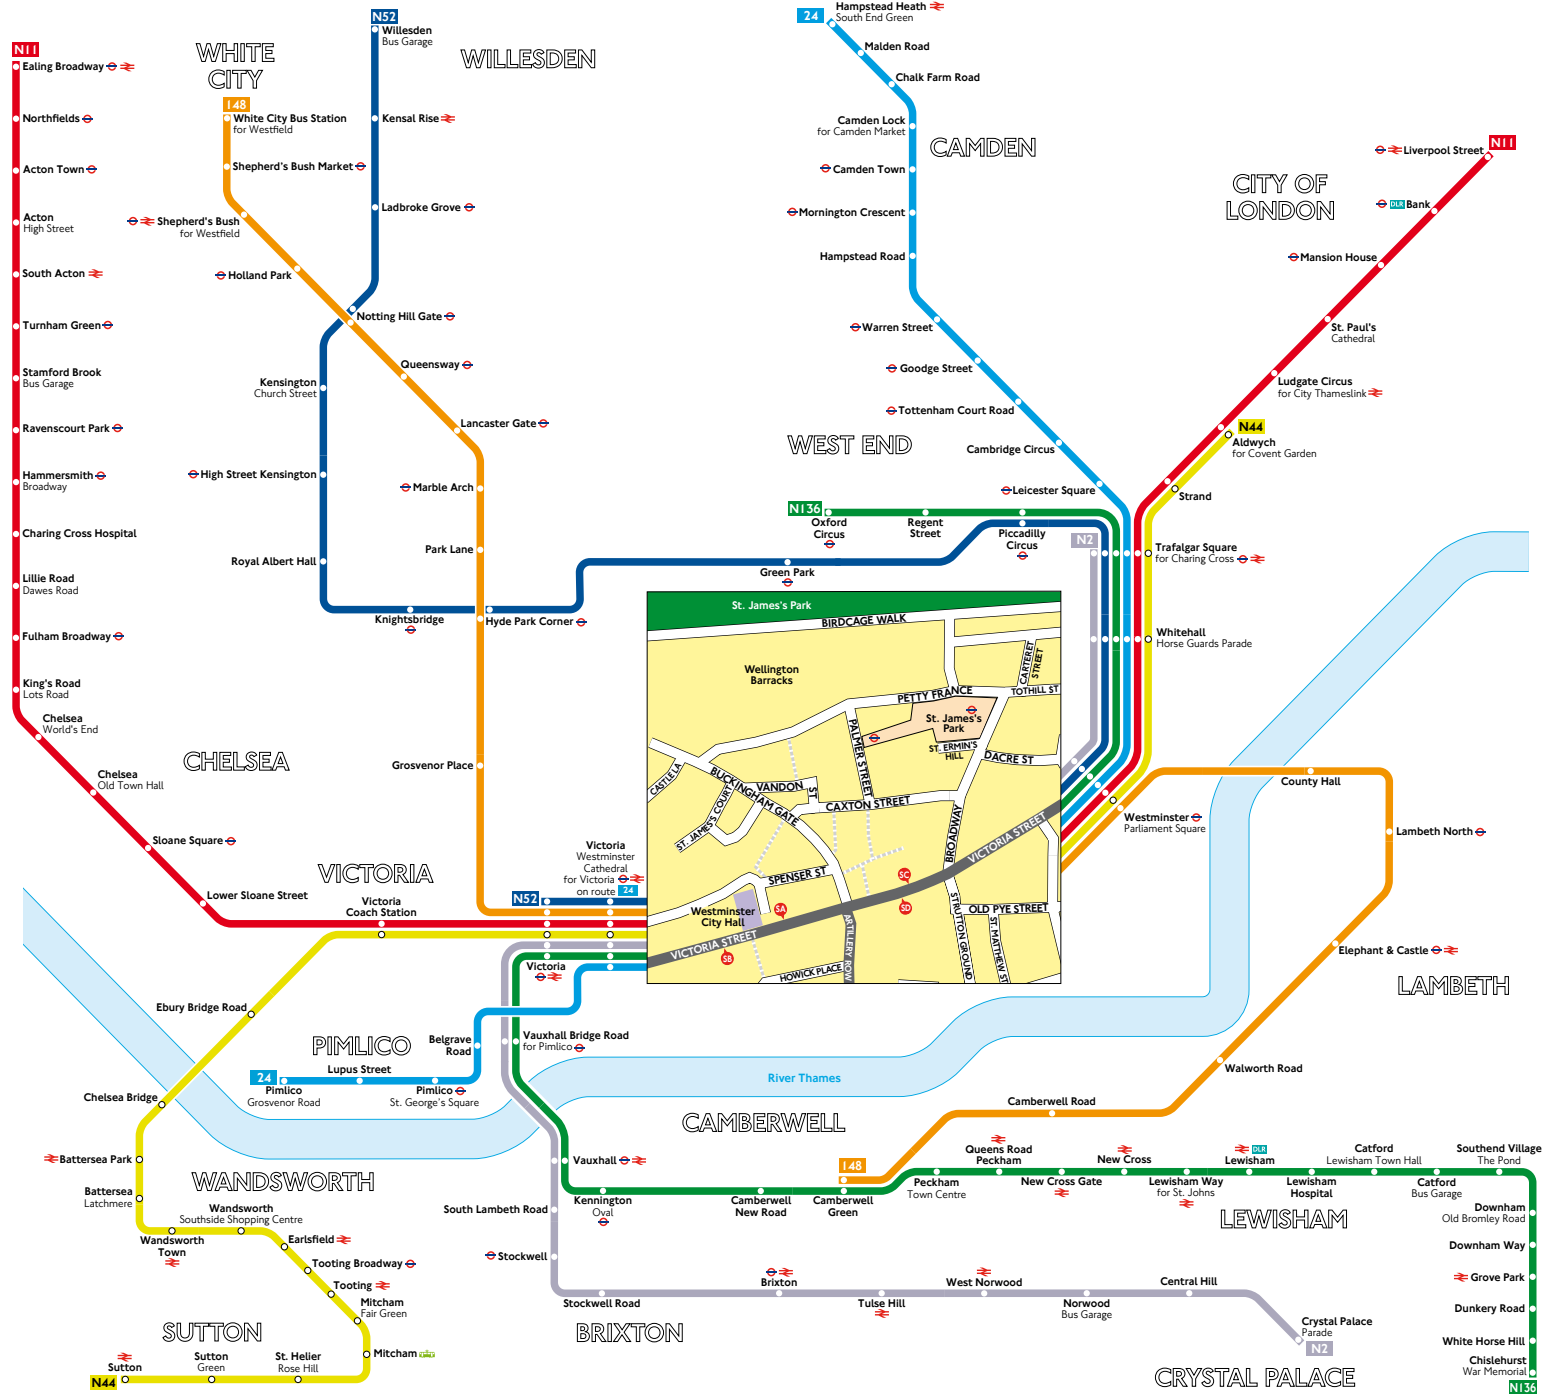 N11
Ealing Broadway
Northfields
Acton Town
Acton
High Street
South Acton
Turnham Green
Stamford Brook
Bus Garage
Ravenscourt Park
Hammersmith
Broadway
Charing Cross Hospital
Lillie Road
Dawes Road
Fulham Broadway
King's Road
Lots Road
Chelsea
World's End
Chelsea
Old Town Hall
Sloane Square
Lower Sloane Street
CHELSEA
WHITE
CITY
148
White City Bus Station
for Westfield
Shepherd's Bush Market
Shepherd's Bush
for Westfield
Holland Park
Notting Hill Gate
Queensway
Lancaster Gate
Marble Arch
Park Lane
Hyde Park Corner
Grosvenor Place
N52
Willesden
Bus Garage
WILLESDEN
Kensal Rise
Ladbroke Grove
Kensington
Church Street
High Street Kensington
Royal Albert Hall
Knightsbridge
Green Park
24
Hampstead Heath
South End Green
Malden Road
Chalk Farm Road
Camden Lock
for Camden Market
CAMDEN
Camden Town
Mornington Crescent
Hampstead Road
Warren Street
Goodge Street
Tottenham Court Road
WEST END
Cambridge Circus
Leicester Square
N136
Oxford
Circus
Regent
Street
Piccadilly
Circus
N2
N11
Liverpool Street
CITY OF
LONDON
DLR
Bank
Mansion House
St. Paul's
Cathedral
Ludgate Circus
for City Thameslink
N44
Aldwych
for Covent Garden
Strand
Trafalgar Square
for Charing Cross
Whitehall
Horse Guards Parade
Westminster
Parliament Square
County Hall
Lambeth North
Elephant & Castle
LAMBETH
Walworth Road
Camberwell Road
St. James's Park
BIRDCAGE WALK
Wellington
Barracks
CARTERET
STREET
PETTY FRANCE
TOTHILL ST
St. James's
Park
PALMER STREET
ST. ERMIN'S
HILL
DACRE ST
CASTLE LA
BUCKINGHAM GATE
VANDON
ST
ST. JAMES'S COURT
CAXTON STREET
BROADWAY
VICTORIA STREET
SPENSER ST
SC
SD
SA
SB
Westminster
City Hall
VICTORIA STREET
ARTILLERY ROW
HOWICK PLACE
STRUTTON GROUND
OLD PYE STREET
ST. MATTHEW ST
VICTORIA
Victoria
Coach Station
Victoria
Westminster
Cathedral
for Victoria
on route 24
N52
Victoria
Ebury Bridge Road
PIMLICO
Belgrave
Road
Vauxhall Bridge Road
for Pimlico
24
Pimlico
Grosvenor Road
Lupus Street
Pimlico
St. George's Square
River Thames
Chelsea Bridge
Battersea Park
Battersea
Latchmere
WANDSWORTH
Wandsworth
Southside Shopping Centre
Wandsworth
Town
Earlsfield
Tooting Broadway
Tooting
Mitcham
Fair Green
Mitcham
SUTTON
Sutton
Sutton
Green
St. Helier
Rose Hill
N44
CAMBERWELL
Vauxhall
Kennington
Oval
Camberwell
New Road
Camberwell
Green
148
Peckham
Town Centre
Queens Road
Peckham
New Cross Gate
New Cross
Lewisham Way
for St. Johns
DLR
Lewisham
Lewisham
Hospital
LEWISHAM
Catford
Lewisham Town Hall
Catford
Bus Garage
Southend Village
The Pond
Downham
Old Bromley Road
Downham Way
Grove Park
Dunkery Road
White Horse Hill
Chislehurst
War Memorial
N136
South Lambeth Road
Stockwell
Stockwell Road
BRIXTON
Brixton
Tulse Hill
West Norwood
Norwood
Bus Garage
Central Hill
Crystal Palace
Parade
N2
CRYSTAL PALACE